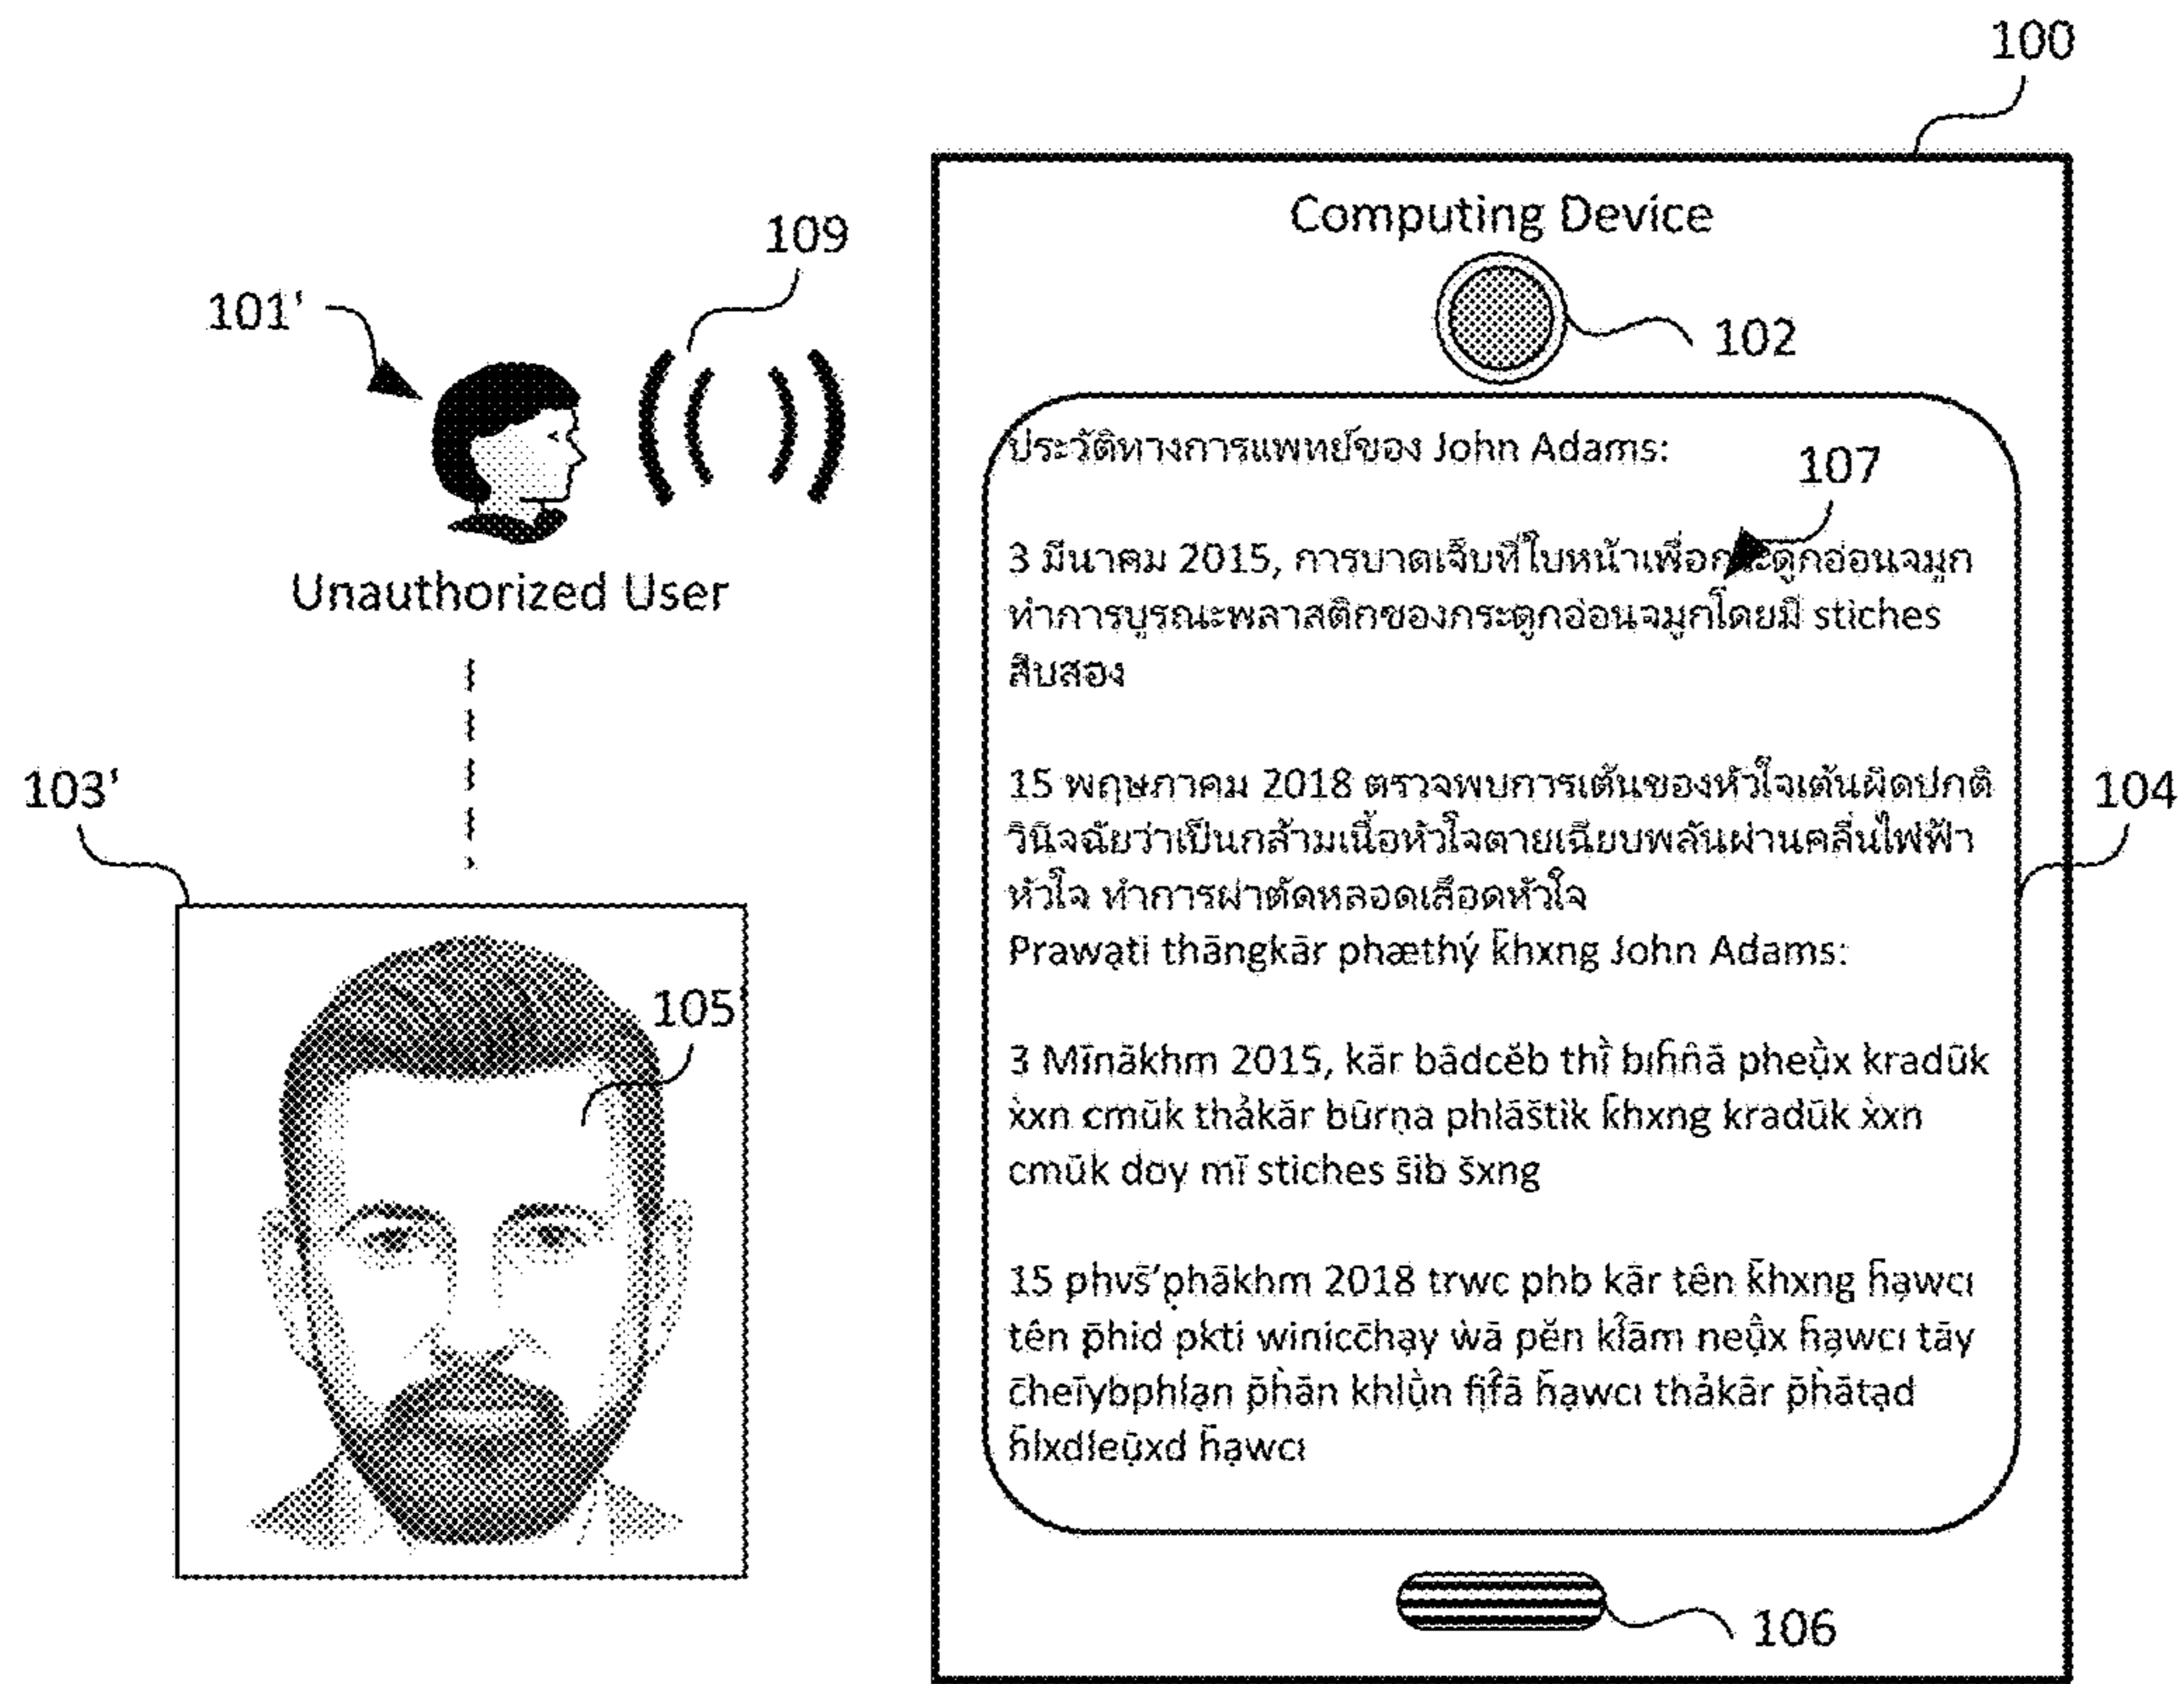 100
Computing Device
109
101'
102
ประวัติทางการแพทย์ของ John Adams:
107
3 มีนาคม 2015, การบาดเจ็บที่ใบหน้าเพื่อกระดูกอ่อนจมูก
ทำการบูรณะพลาสติกของกระดูกอ่อนจมูกโดยมี stiches
สิบสอง
Unauthorized User
15 พฤษภาคม 2018 ตรวจพบการเต้นของหัวใจเต้นผิดปกติ
วินิจฉัยว่าเป็นกล้ามเนื้อหัวใจตายเฉียบพลันผ่านคลื่นไฟฟ้า
หัวใจ ทำการผ่าตัดหลอดเลือดหัวใจ
103'
104
Prawạti thāngkār phæthý k̄hxng John Adams:
105
3 Mīnākhm 2015, kār bādcĕb thī̀ bıh̄n̂ā pheụ̄̀x kradūk
x̀xn cmūk thảkār būrṇa phlās̄tik k̄hxng kradūk x̀xn
cmūk doy mī stiches s̄ib s̄xng
15 phvs̄ʹp̣hākhm 2018 trwc phb kār tên k̄hxng h̄ạwcı
tên p̄hid pkti winicc̄hạy ẁā pĕn kl̂ām neụ̄̂x h̄ạwcı tāy
c̄heīybphlạn p̄h̀ān khlụ̄̀n fịf̂ā h̄ạwcı thảkār p̄h̀ātạd
h̄lxdleụ̄xd h̄ạwcı
106